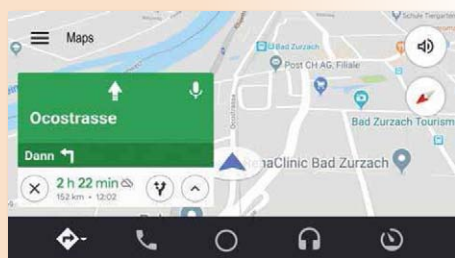 Maps
Schule Tiergarten
Bad Zurzach
Post CH AG, Filiale
Ocostrasse
Ocostrasse
Bad Zurzach Tourism
Dann
enaClinic Bad Zurzach
2 h 22 min
152 km • 12:02